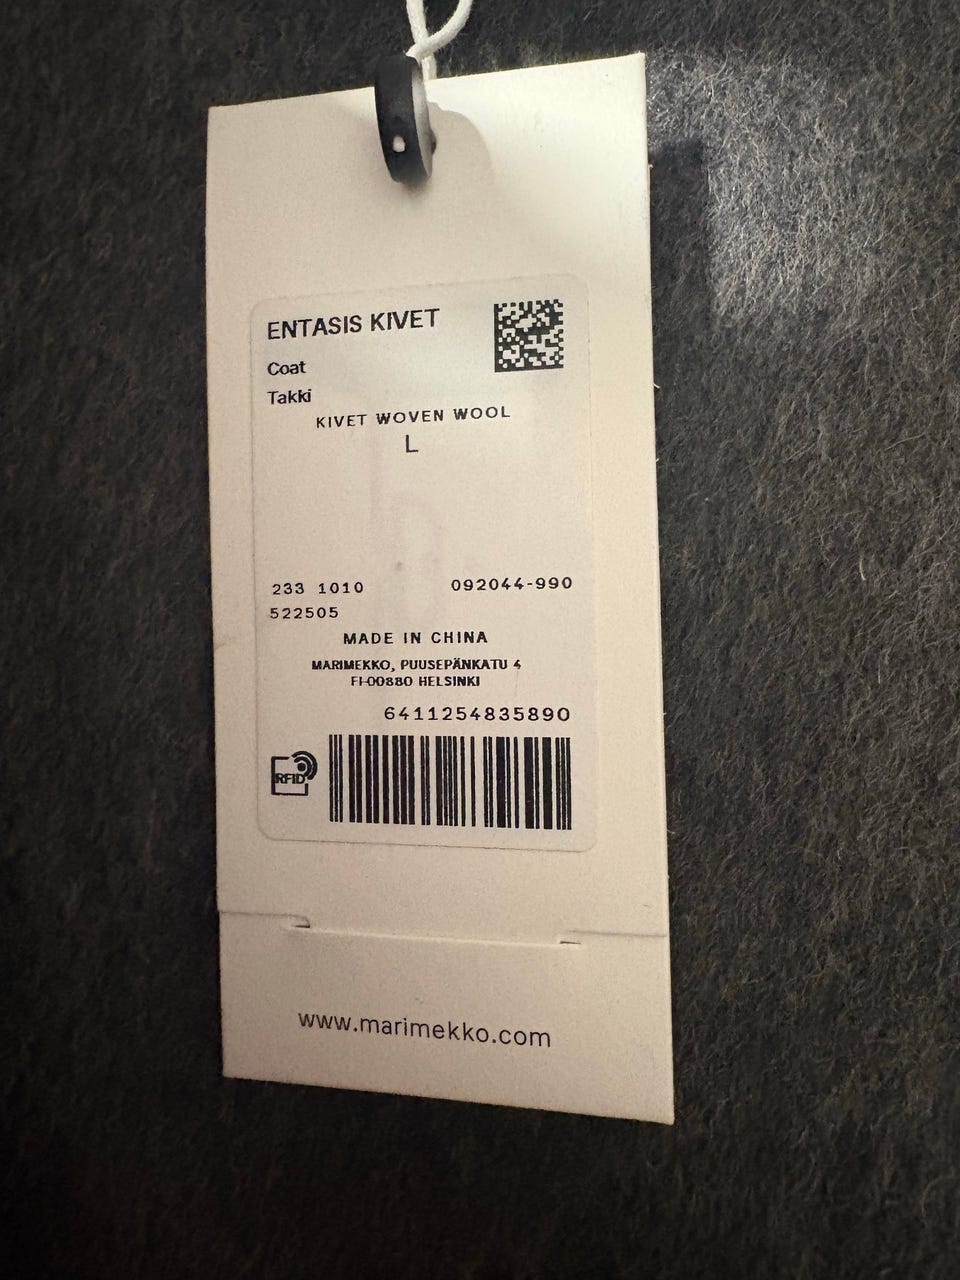 ENTASIS KIVET
Coat
Takki
KIVET WOVEN WOOL
L
233 1010 092044-990
522505
MADE IN CHINA
MARIMEKKO, PUUSEPÄNKATU 4
FI-00880 HELSINKI
6411254835890
RFID
www.marimekko.com